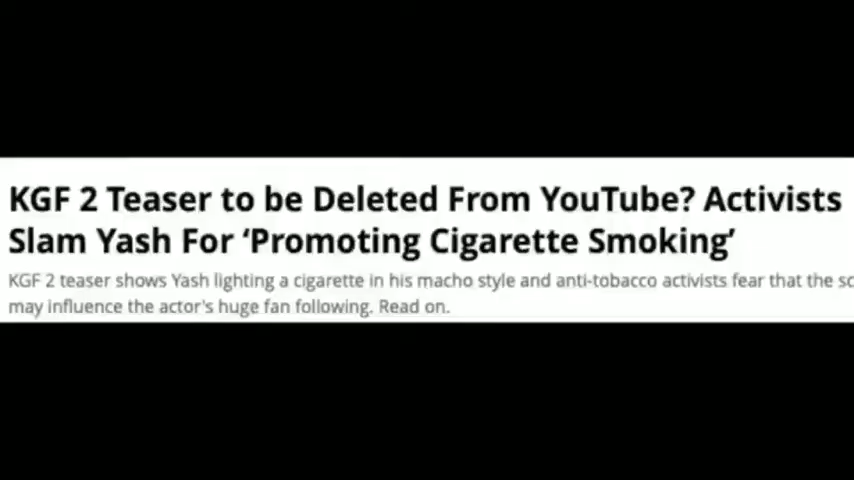 KGF 2 Teaser to be Deleted From YouTube? Activists
Slam Yash For ‘Promoting Cigarette Smoking’
KGF 2 teaser shows Yash lighting a cigarette in his macho style and anti-tobacco activists fear that the
may influence the actor's huge fan following. Read on.